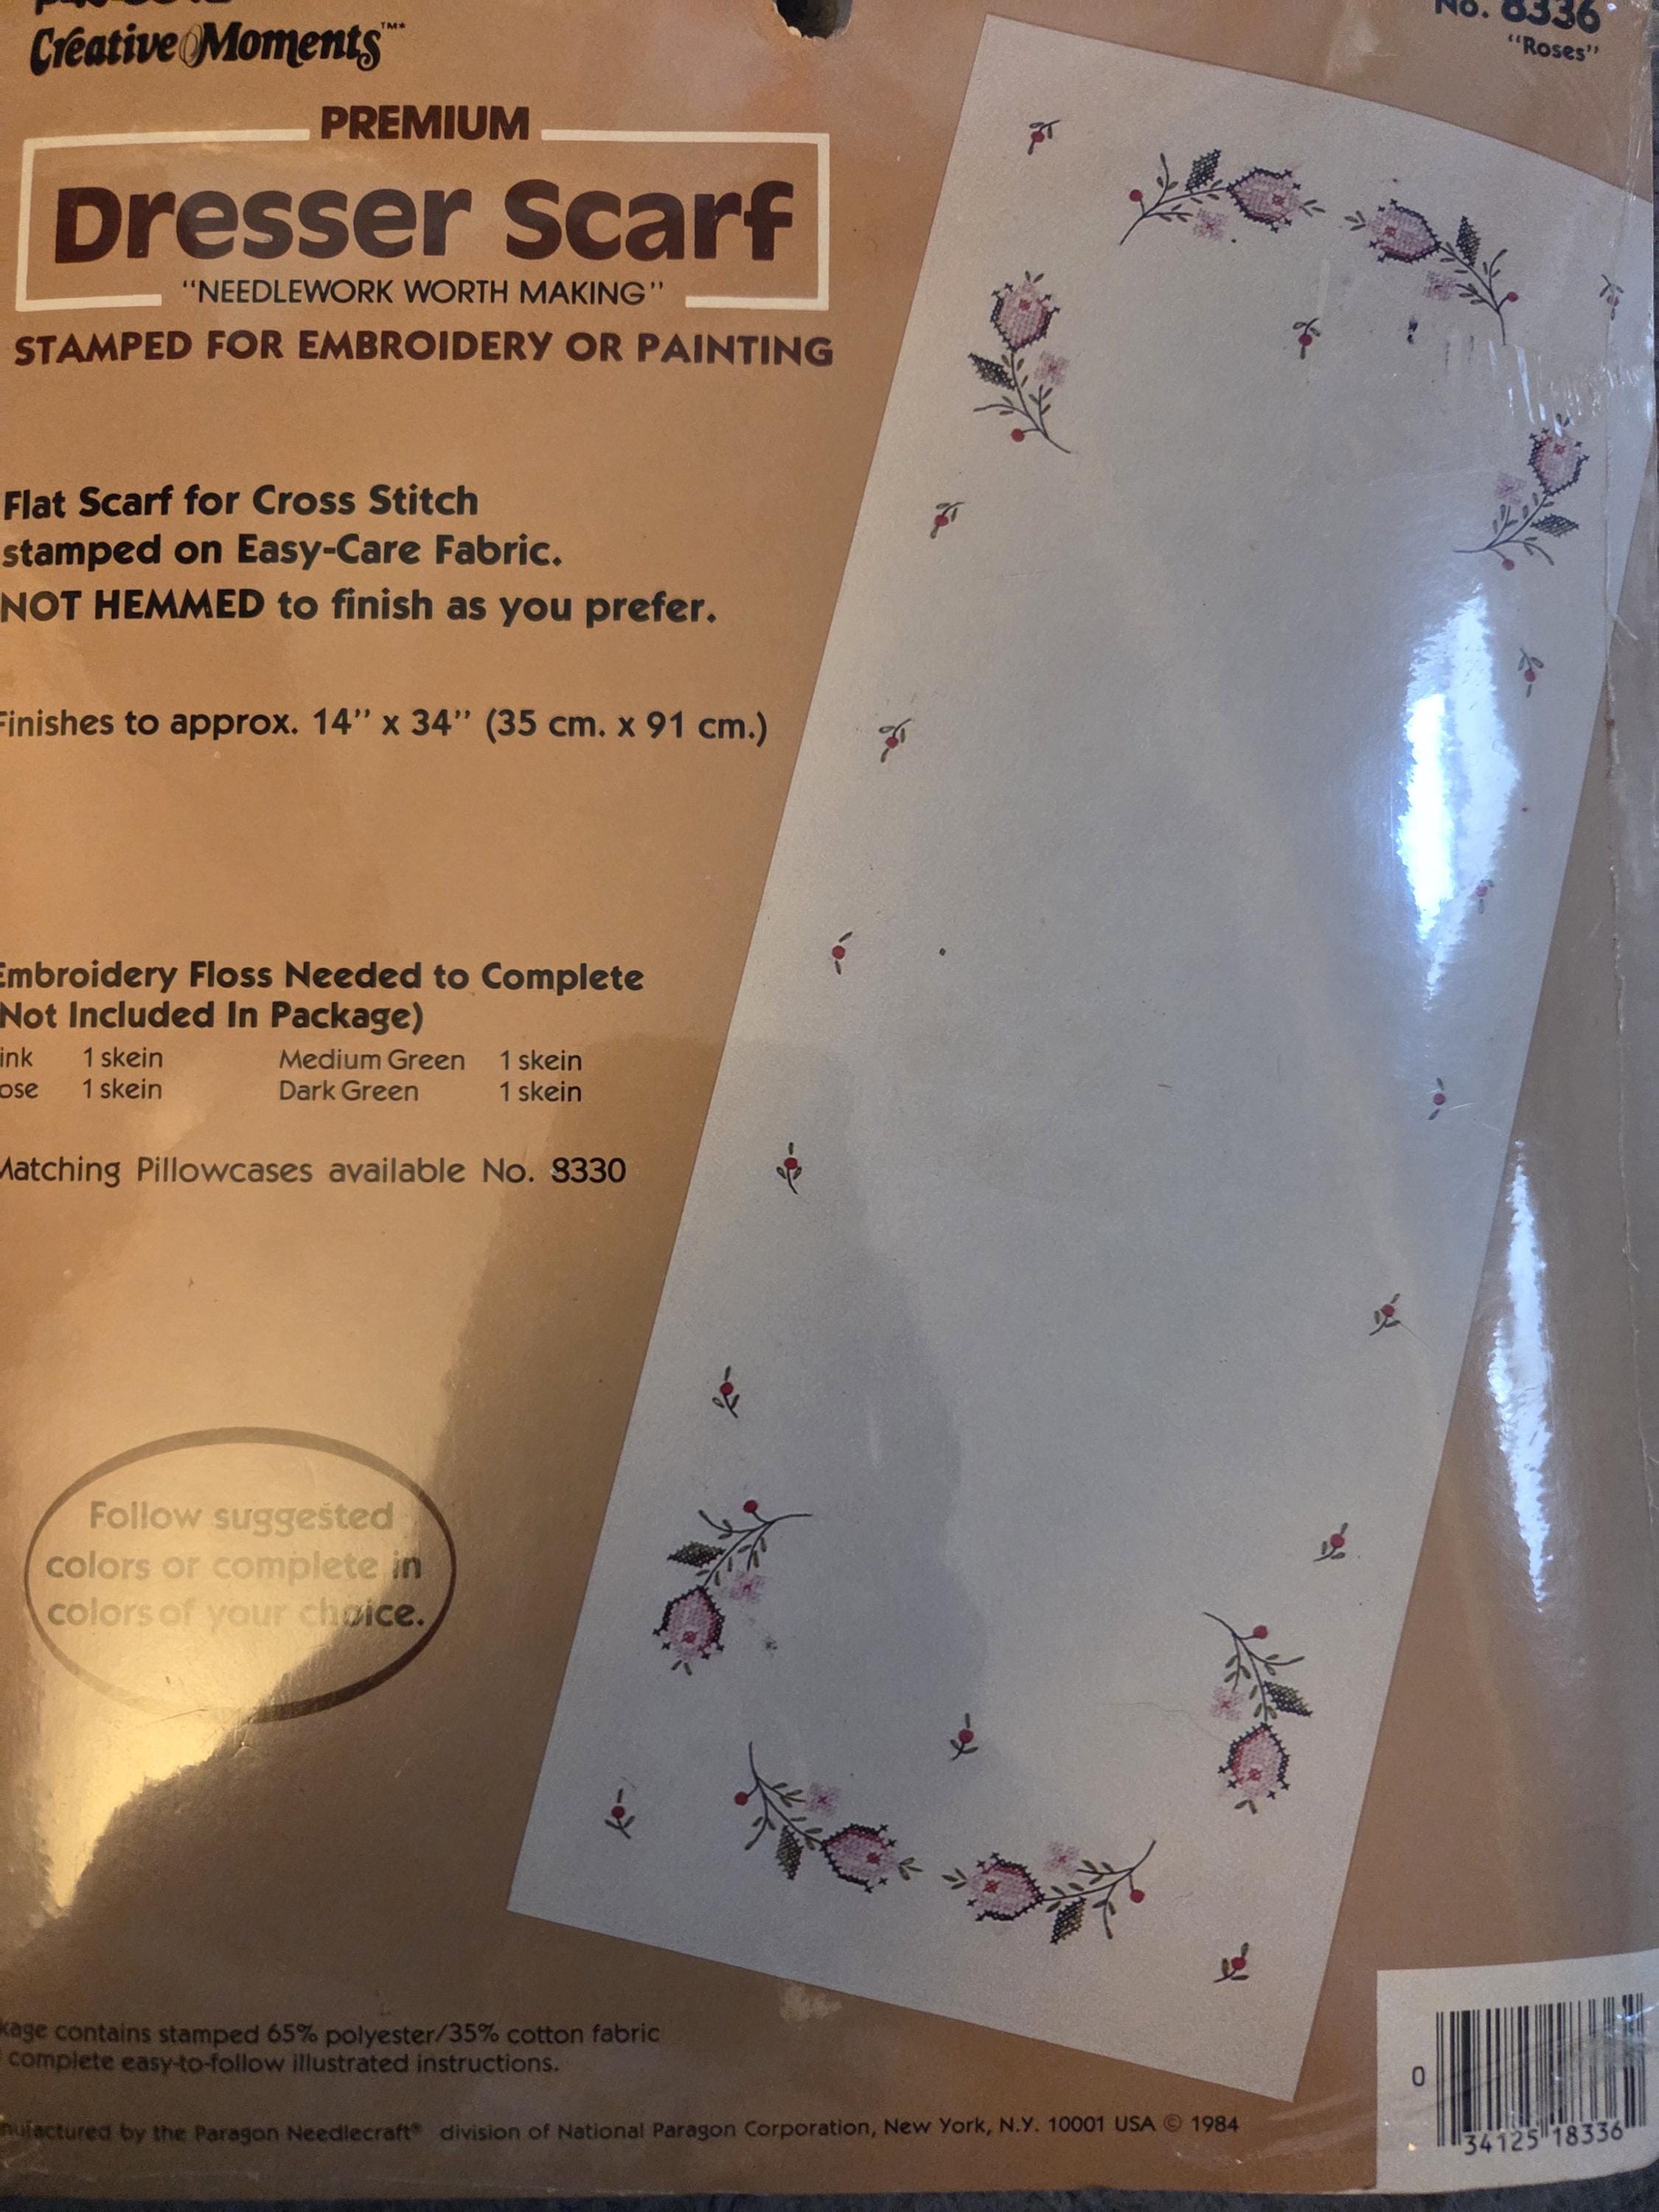 Creative Moments™*
No. 8336
"Roses"
PREMIUM
Dresser Scarf
"NEEDLEWORK WORTH MAKING"
STAMPED FOR EMBROIDERY OR PAINTING
Flat Scarf for Cross Stitch
stamped on Easy-Care Fabric.
NOT HEMMED to finish as you prefer.
Finishes to approx. 14" x 34" (35 cm. x 91 cm.)
Embroidery Floss Needed to Complete
Not Included In Package)
ink 1 skein Medium Green 1 skein
ose 1 skein Dark Green 1 skein
Matching Pillowcases available No. 8330
Follow suggested
colors or complete in
colors of your choice.
kage contains stamped 65% polyester/35% cotton fabric
complete easy-to-follow illustrated instructions.
nufactured by the Paragon Needlecraft® division of National Paragon Corporation, New York, N.Y. 10001 USA © 1984
0 34125 18336